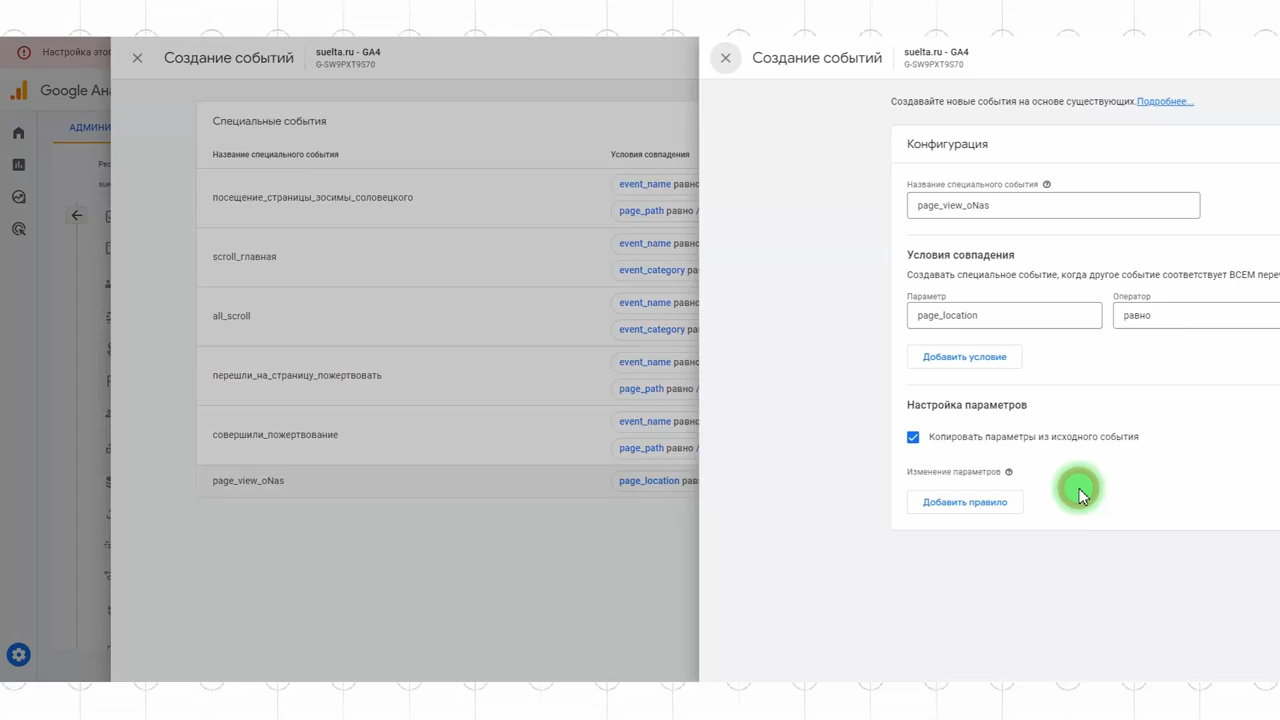 Настройка этог
Создание событий
suelta.ru - GA4
G-SW9PXT9S70
Google Ана
АДМИНИ
Рес
sue
Специальные события
Название специального события
Условия совпадения
посещение_страницы_зосимы_соловецкого
event_name равно
page_path равно /
scroll_главная
event_name равно
event_category ра
all_scroll
event_name равно
event_category ра
перешли_на_страницу_пожертвовать
event_name равно
page_path равно /
совершили_пожертвование
event_name равно
page_path равно /
page_view_oNas
page_location рав
Создание событий
suelta.ru - GA4
G-SW9PXT9S70
Создавайте новые события на основе существующих.Подробнее...
Конфигурация
Название специального события
page_view_oNas
Условия совпадения
Создавать специальное событие, когда другое событие соответствует ВСЕМ пере
Параметр
Оператор
page_location
равно
Добавить условие
Настройка параметров
Копировать параметры из исходного события
Изменение параметров
Добавить правило